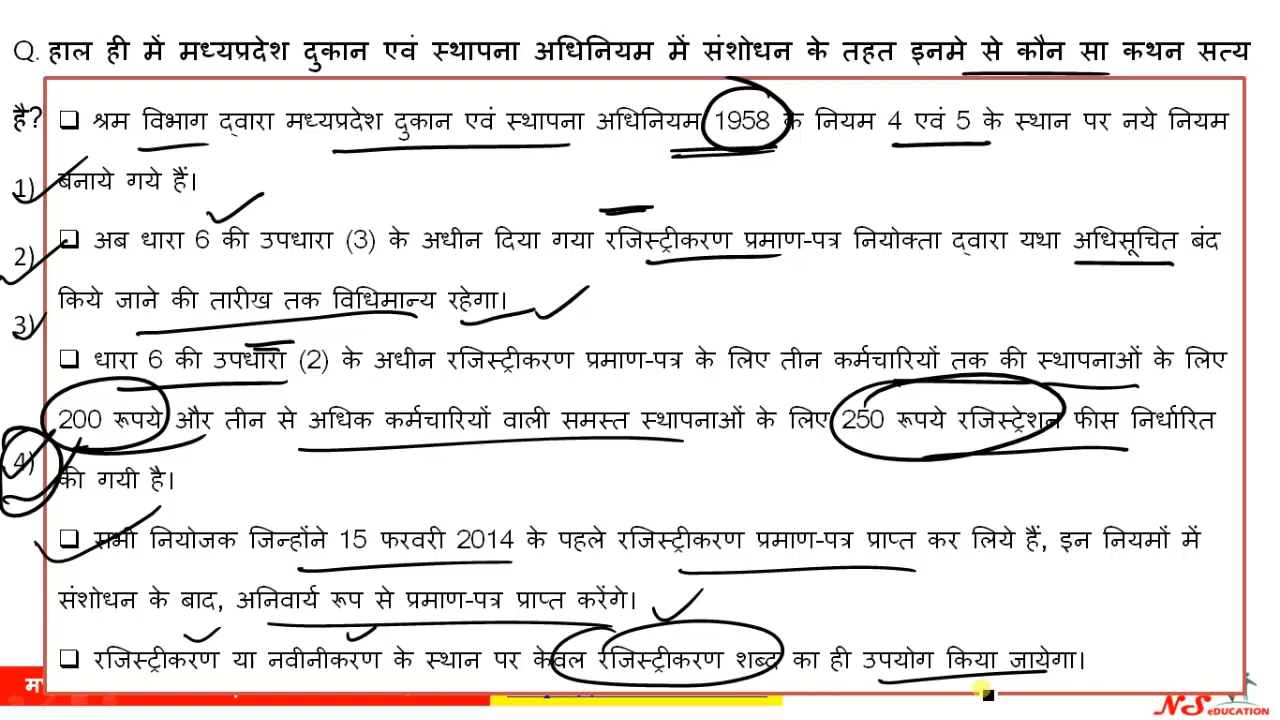 Q. हाल ही में मध्यप्रदेश दुकान एवं स्थापना अधिनियम में संशोधन के तहत इनमे से कौन सा कथन सत्य
है?
❑ श्रम विभाग द्वारा मध्यप्रदेश दुकान एवं स्थापना अधिनियम 1958 के नियम 4 एवं 5 के स्थान पर नये नियम
1) बनाये गये हैं।
2) ❑ अब धारा 6 की उपधारा (3) के अधीन दिया गया रजिस्ट्रीकरण प्रमाण-पत्र नियोक्ता द्वारा यथा अधिसूचित बंद
किये जाने की तारीख तक विधिमान्य रहेगा।
3)
❑ धारा 6 की उपधारा (2) के अधीन रजिस्ट्रीकरण प्रमाण-पत्र के लिए तीन कर्मचारियों तक की स्थापनाओं के लिए
200 रूपये और तीन से अधिक कर्मचारियों वाली समस्त स्थापनाओं के लिए 250 रूपये रजिस्ट्रेशन फीस निर्धारित
4) की गयी है।
❑ सभी नियोजक जिन्होंने 15 फरवरी 2014 के पहले रजिस्ट्रीकरण प्रमाण-पत्र प्राप्त कर लिये हैं, इन नियमों में
संशोधन के बाद, अनिवार्य रूप से प्रमाण-पत्र प्राप्त करेंगे।
❑ रजिस्ट्रीकरण या नवीनीकरण के स्थान पर केवल रजिस्ट्रीकरण शब्द का ही उपयोग किया जायेगा।
NS eDUCATION